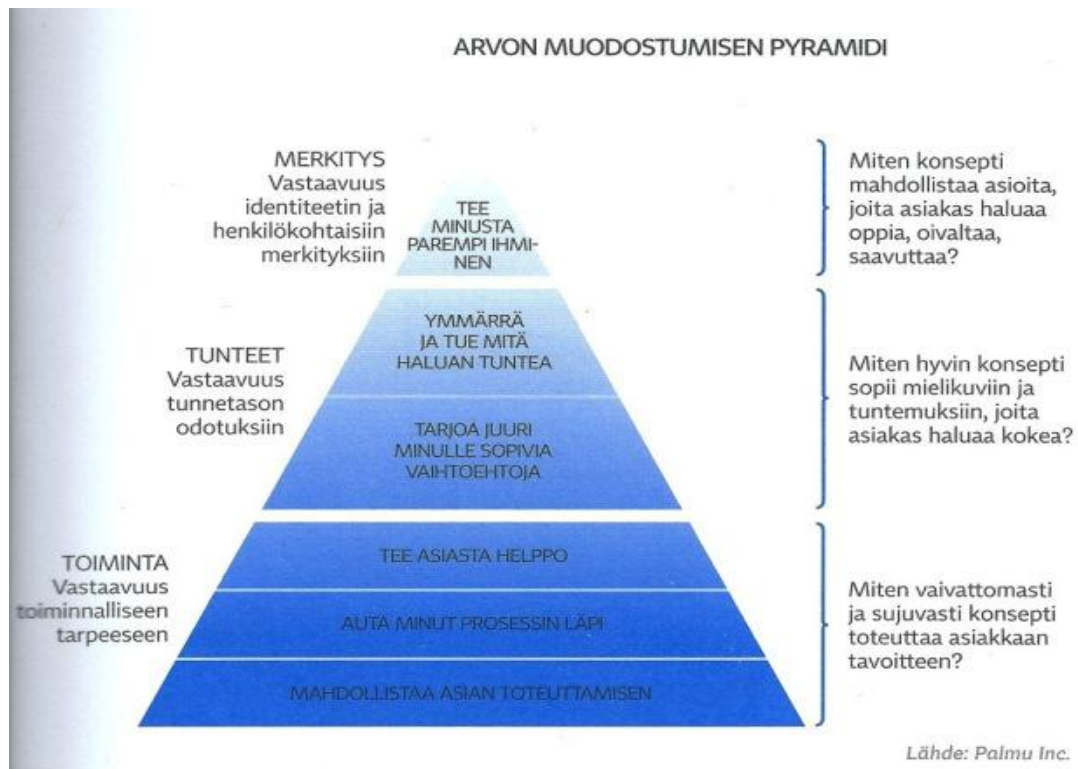 ARVON MUODOSTUMISEN PYRAMIDI
MERKITYS
Vastaavuus
identiteetin ja
henkilökohtaisiin
merkityksiin
TEE
MINUSTA
PAREMPI IHMI-
NEN
Miten konsepti
mahdollistaa asioita,
joita asiakas haluaa
oppia, oivaltaa,
saavuttaa?
TUNTEET
Vastaavuus
tunnetason
odotuksiin
YMMÄRRÄ
JA TUE MITÄ
HALUAN TUNTEA
TARJOA JUURI
MINULLE SOPIVIA
VAIHTOEHTOJA
Miten hyvin konsepti
sopii mielikuviin ja
tuntemuksiin, joita
asiakas haluaa kokea?
TOIMINTA
Vastaavuus
toiminnalliseen
tarpeeseen
TEE ASIASTA HELPPO
AUTA MINUT PROSESSIN LÄPI
MAHDOLLISTAA ASIAN TOTEUTTAMISEN
Miten vaivattomasti
ja sujuvasti konsepti
toteuttaa asiakkaan
tavoitteen?
Lähde: Palmu Inc.